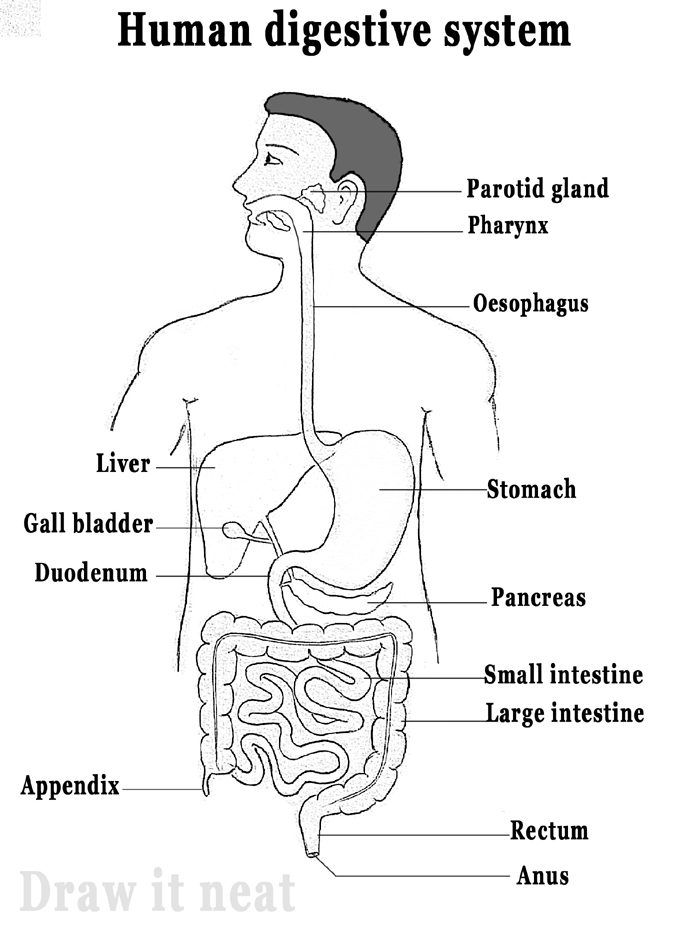 Human digestive system
Parotid gland
Pharynx
Oesophagus
Liver
Stomach
Gall bladder
Duodenum
Pancreas
Small intestine
Large intestine
Appendix
Rectum
Anus
Draw it neat